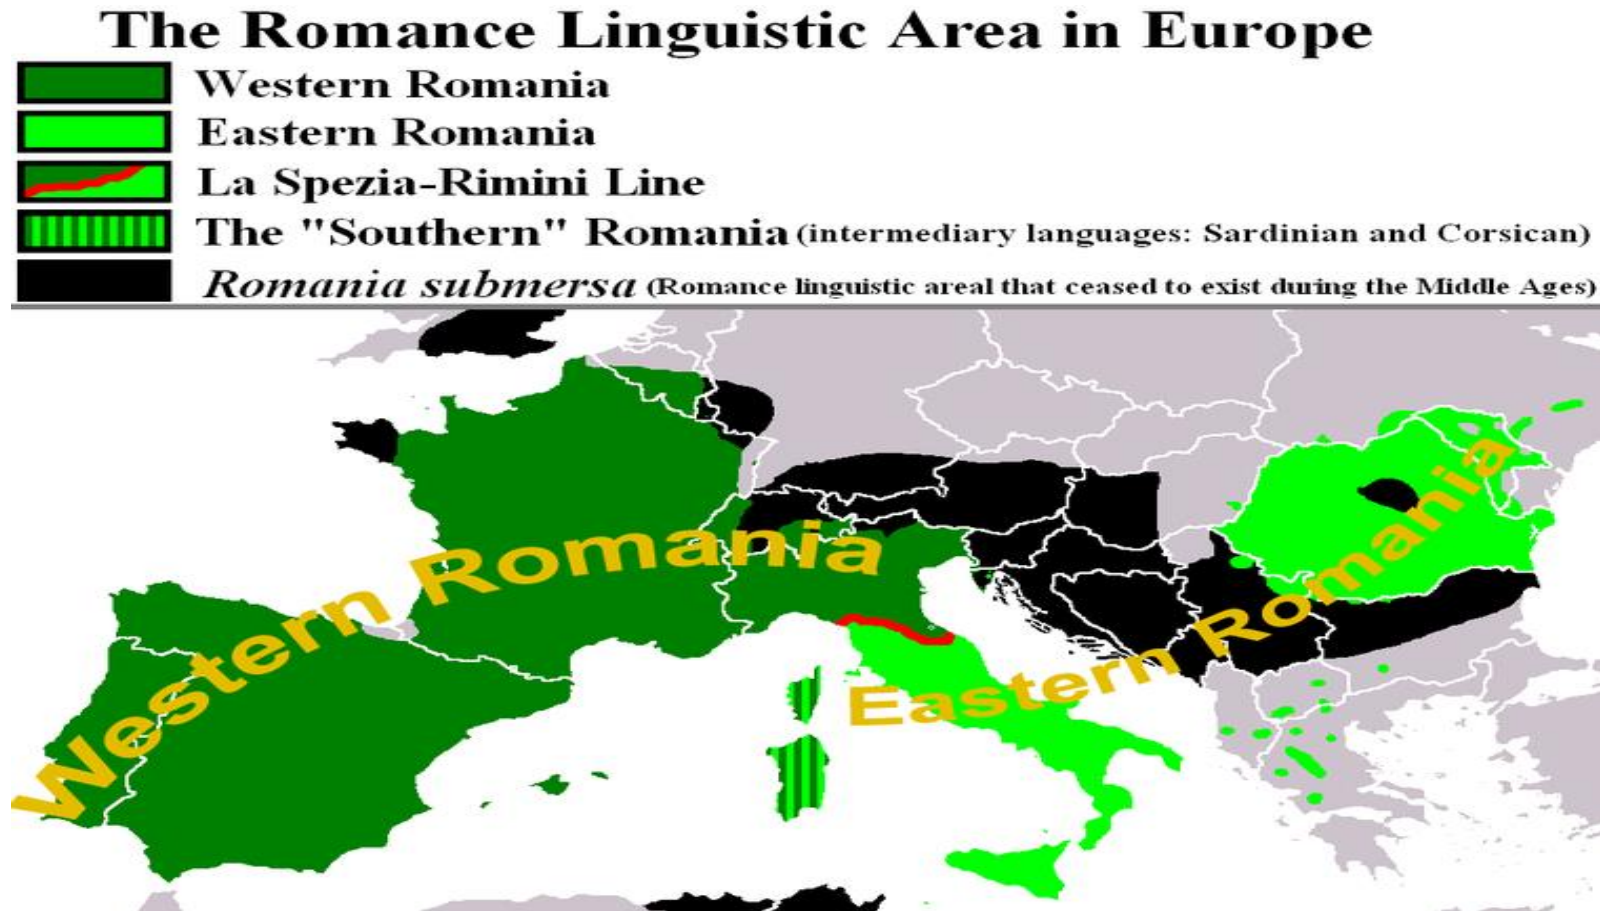 The Romance Linguistic Area in Europe
Western Romania
Eastern Romania
La Spezia-Rimini Line
The "Southern" Romania (intermediary languages: Sardinian and Corsican)
Romania submersa (Romance linguistic areal that ceased to exist during the Middle Ages)
Western Romania
Eastern Romania